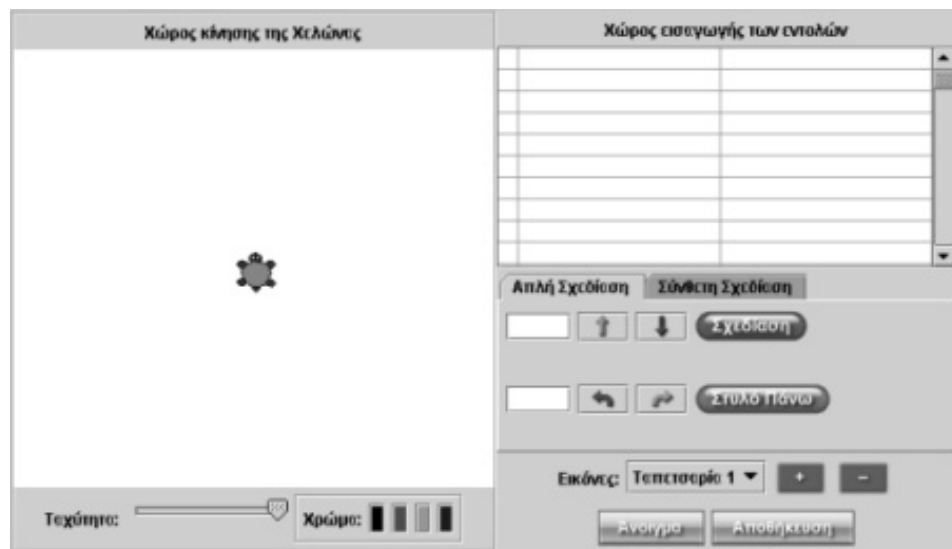 Χώρος κίνησης της Χελώνας
Χώρος εισαγωγής των εντολών
Απλή Σχεδίαση
Σύνθετη Σχεδίαση
Σχεδίαση
Στυλό Πάνω
Εικόνες: Ταπετσαρία 1
+ -
Ταχύτητα:
Χρώμα:
Άνοιγμα
Αποθήκευση